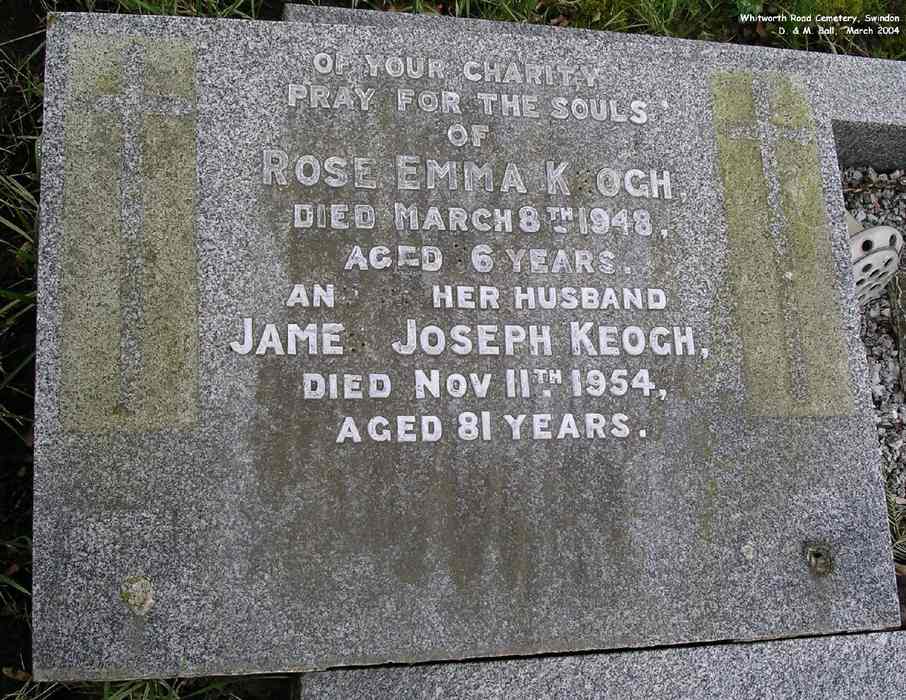 Whitworth Road Cemetery, Swindon
D. & M. Ball, March 2004
OF YOUR CHARITY
PRAY FOR THE SOULS
OF
ROSE EMMA K OGH,
DIED MARCH 8TH 1948,
AGED 6 YEARS.
AN HER HUSBAND
JAME JOSEPH KEOGH,
DIED NOV 11TH 1954,
AGED 81 YEARS.